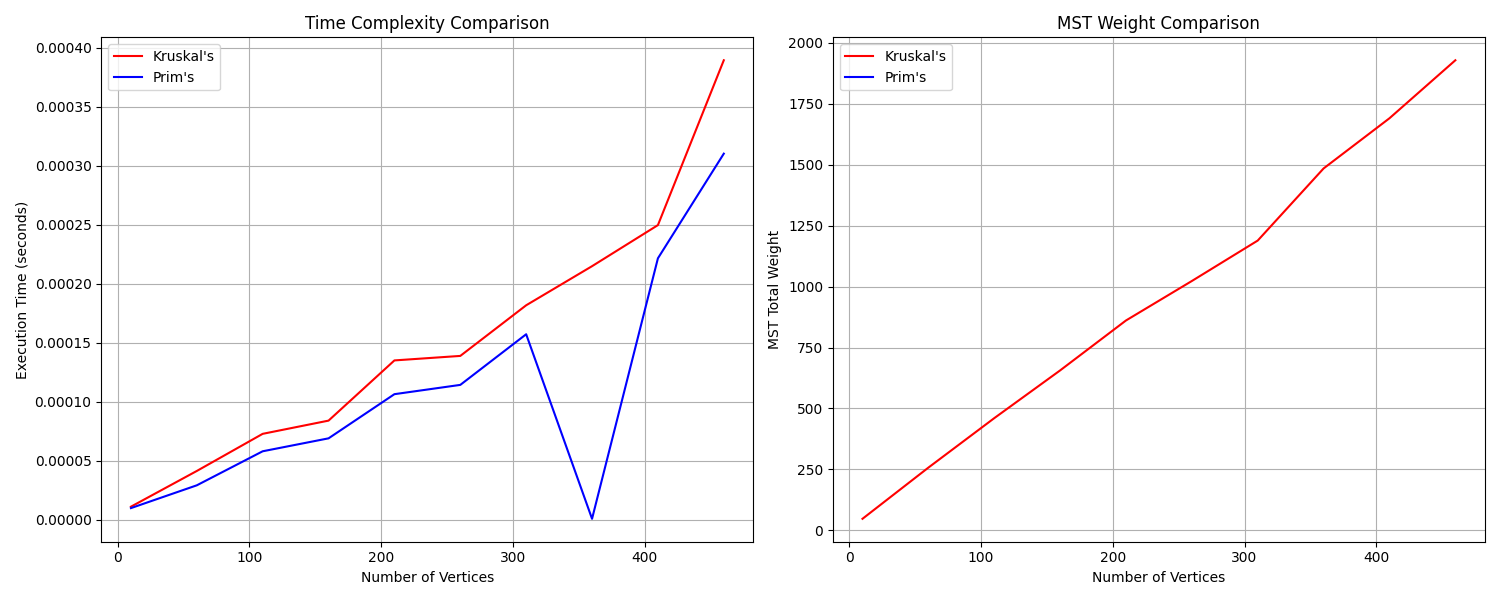 Time Complexity Comparison
Kruskal's
Prim's
0.00040
0.00035
0.00030
0.00025
0.00020
0.00015
0.00010
0.00005
0.00000
Execution Time (seconds)
0 100 200 300 400
Number of Vertices
MST Weight Comparison
Kruskal's
Prim's
2000
1750
1500
1250
1000
750
500
250
0
MST Total Weight
0 100 200 300 400
Number of Vertices